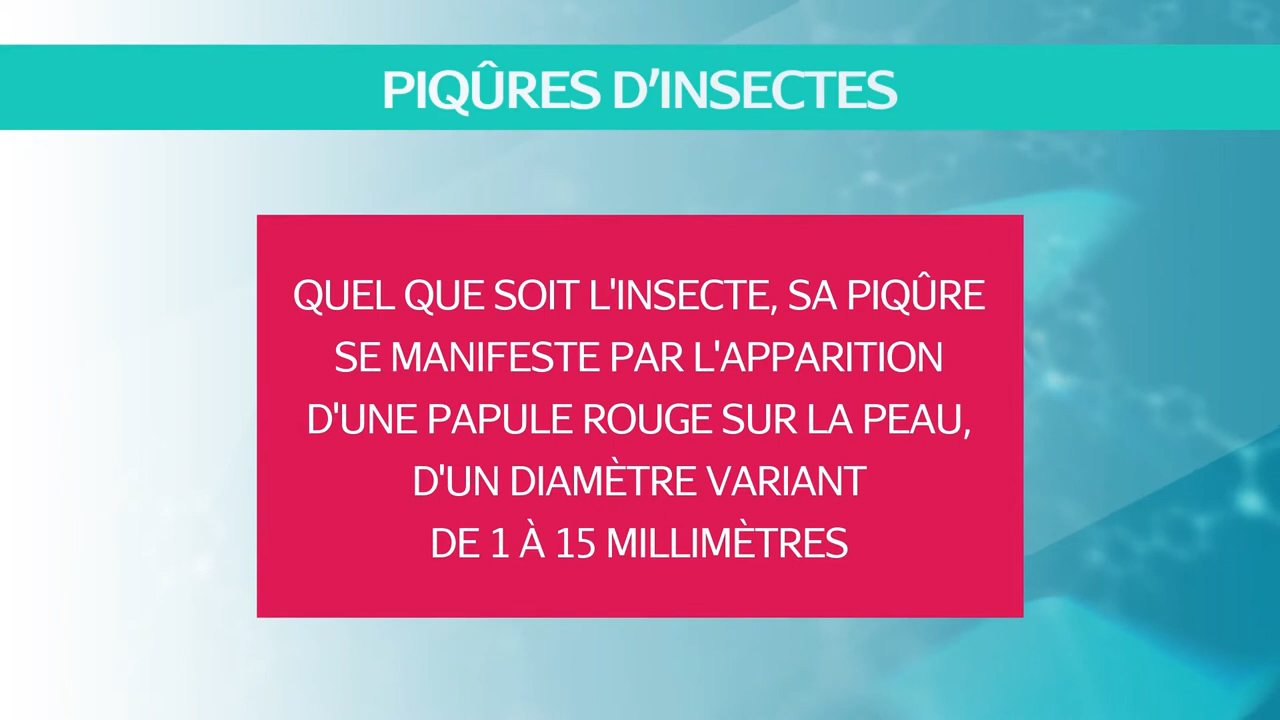 PIQÛRES D’INSECTES
QUEL QUE SOIT L'INSECTE, SA PIQÛRE
SE MANIFESTE PAR L'APPARITION
D'UNE PAPULE ROUGE SUR LA PEAU,
D'UN DIAMÈTRE VARIANT
DE 1 À 15 MILLIMÈTRES